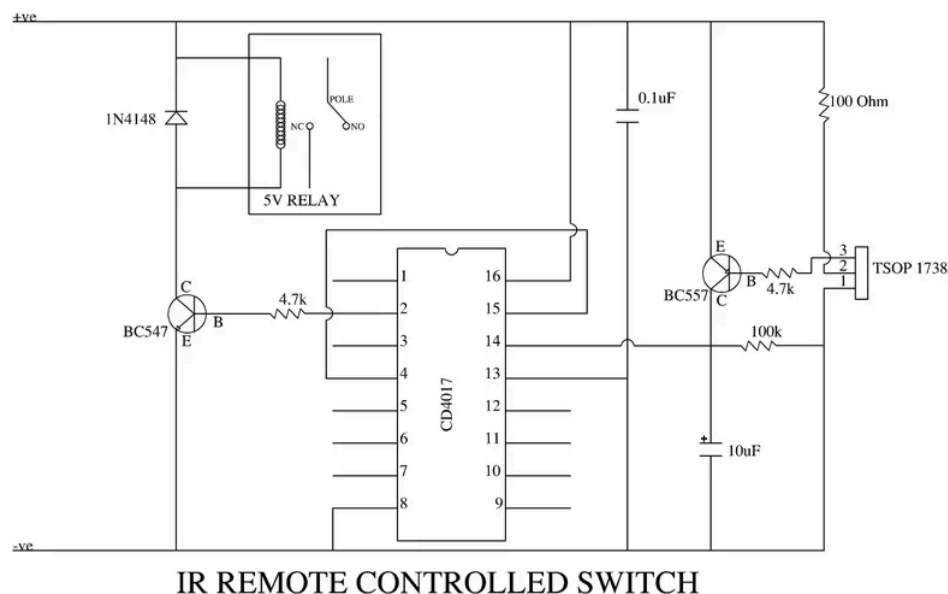 +ve
1N4148
POLE
NC
NO
5V RELAY
0.1uF
100 Ohm
E
BC557
B
C
4.7k
3
2
1
TSOP 1738
C
BC547
B
E
4.7k
1
2
3
4
5
6
7
8
CD4017
16
15
14
13
12
11
10
9
100k
+
10uF
-ve
IR REMOTE CONTROLLED SWITCH